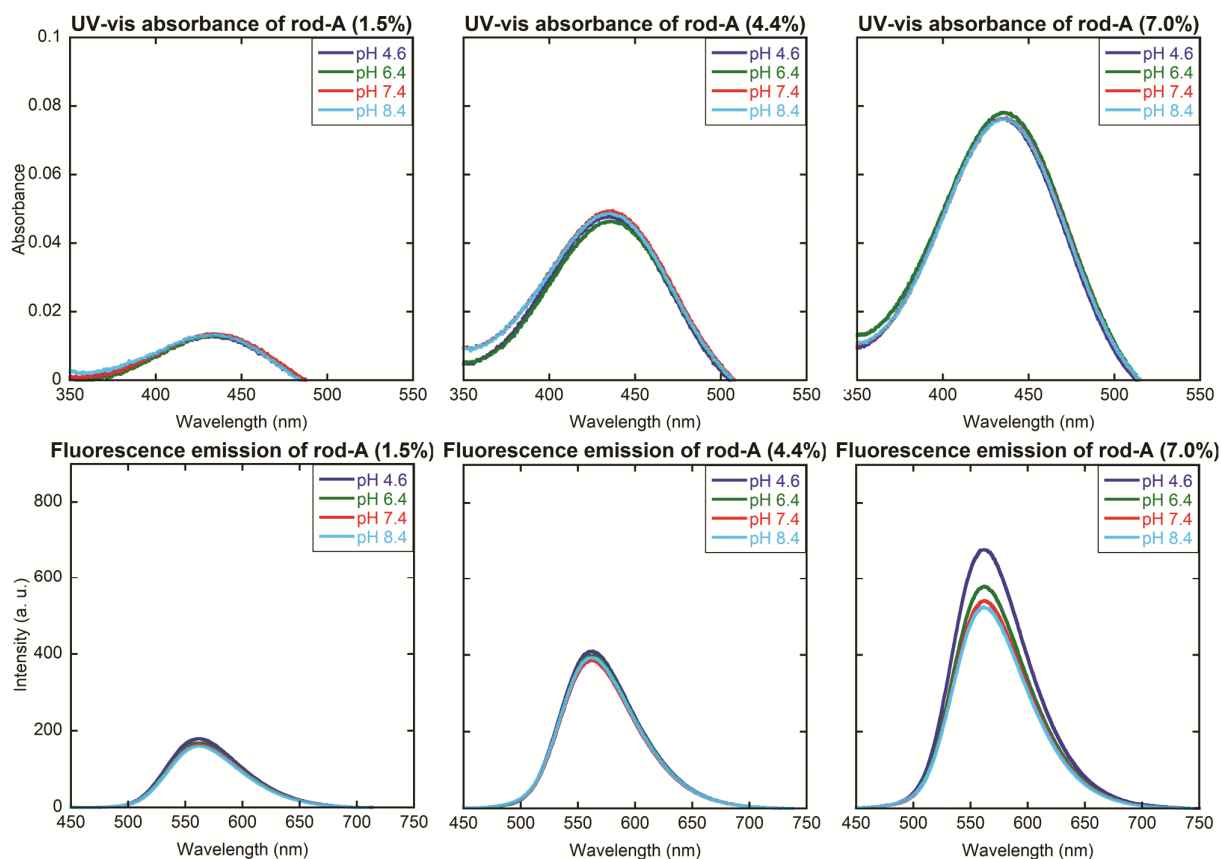 UV-vis absorbance of rod-A (1.5%)
UV-vis absorbance of rod-A (4.4%)
UV-vis absorbance of rod-A (7.0%)
0.1
0.08
0.06
0.04
0.02
0
Absorbance
pH 4.6
pH 6.4
pH 7.4
pH 8.4
pH 4.6
pH 6.4
pH 7.4
pH 8.4
pH 4.6
pH 6.4
pH 7.4
pH 8.4
350 400 450 500 550
350 400 450 500 550
350 400 450 500 550
Wavelength (nm)
Wavelength (nm)
Wavelength (nm)
Fluorescence emission of rod-A (1.5%)
Fluorescence emission of rod-A (4.4%)
Fluorescence emission of rod-A (7.0%)
800
600
400
200
0
Intensity (a. u.)
pH 4.6
pH 6.4
pH 7.4
pH 8.4
pH 4.6
pH 6.4
pH 7.4
pH 8.4
pH 4.6
pH 6.4
pH 7.4
pH 8.4
450 500 550 600 650 700 750
450 500 550 600 650 700 750
450 500 550 600 650 700 750
Wavelength (nm)
Wavelength (nm)
Wavelength (nm)